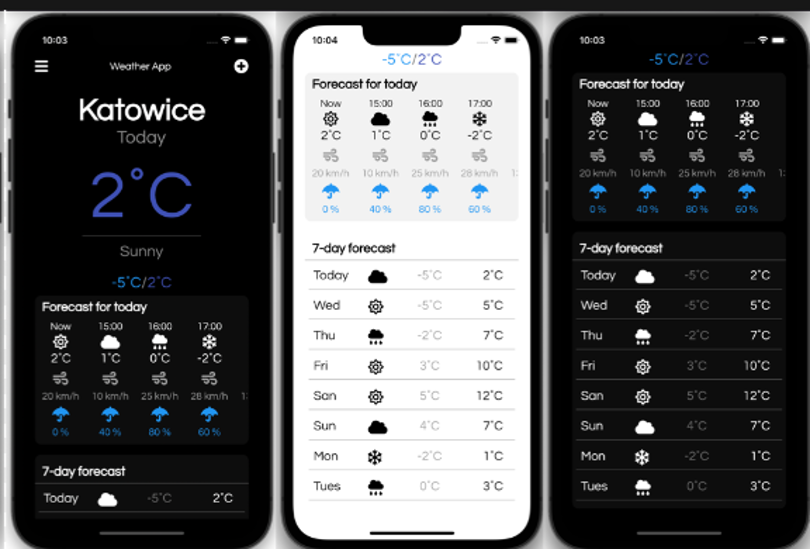 10:03
Weather App
Katowice
Today
2°C
Sunny
-5°C/2°C
Forecast for today
Now 15:00 16:00 17:00
2°C 1°C 0°C -2°C
20 km/h 10 km/h 25 km/h 28 km/h
0 % 40 % 80 % 60 %
7-day forecast
Today -5°C 2°C
10:04
-5°C/2°C
Forecast for today
Now 15:00 16:00 17:00
2°C 1°C 0°C -2°C
20 km/h 10 km/h 25 km/h 28 km/h
0 % 40 % 80 % 60 %
7-day forecast
Today -5°C 2°C
Wed -5°C 5°C
Thu -2°C 7°C
Fri 3°C 10°C
San 5°C 12°C
Sun 4°C 7°C
Mon -2°C 1°C
Tues 0°C 3°C
10:03
-5°C/2°C
Forecast for today
Now 15:00 16:00 17:00
2°C 1°C 0°C -2°C
20 km/h 10 km/h 25 km/h 28 km/h
0 % 40 % 80 % 60 %
7-day forecast
Today -5°C 2°C
Wed -5°C 5°C
Thu -2°C 7°C
Fri 3°C 10°C
San 5°C 12°C
Sun 4°C 7°C
Mon -2°C 1°C
Tues 0°C 3°C